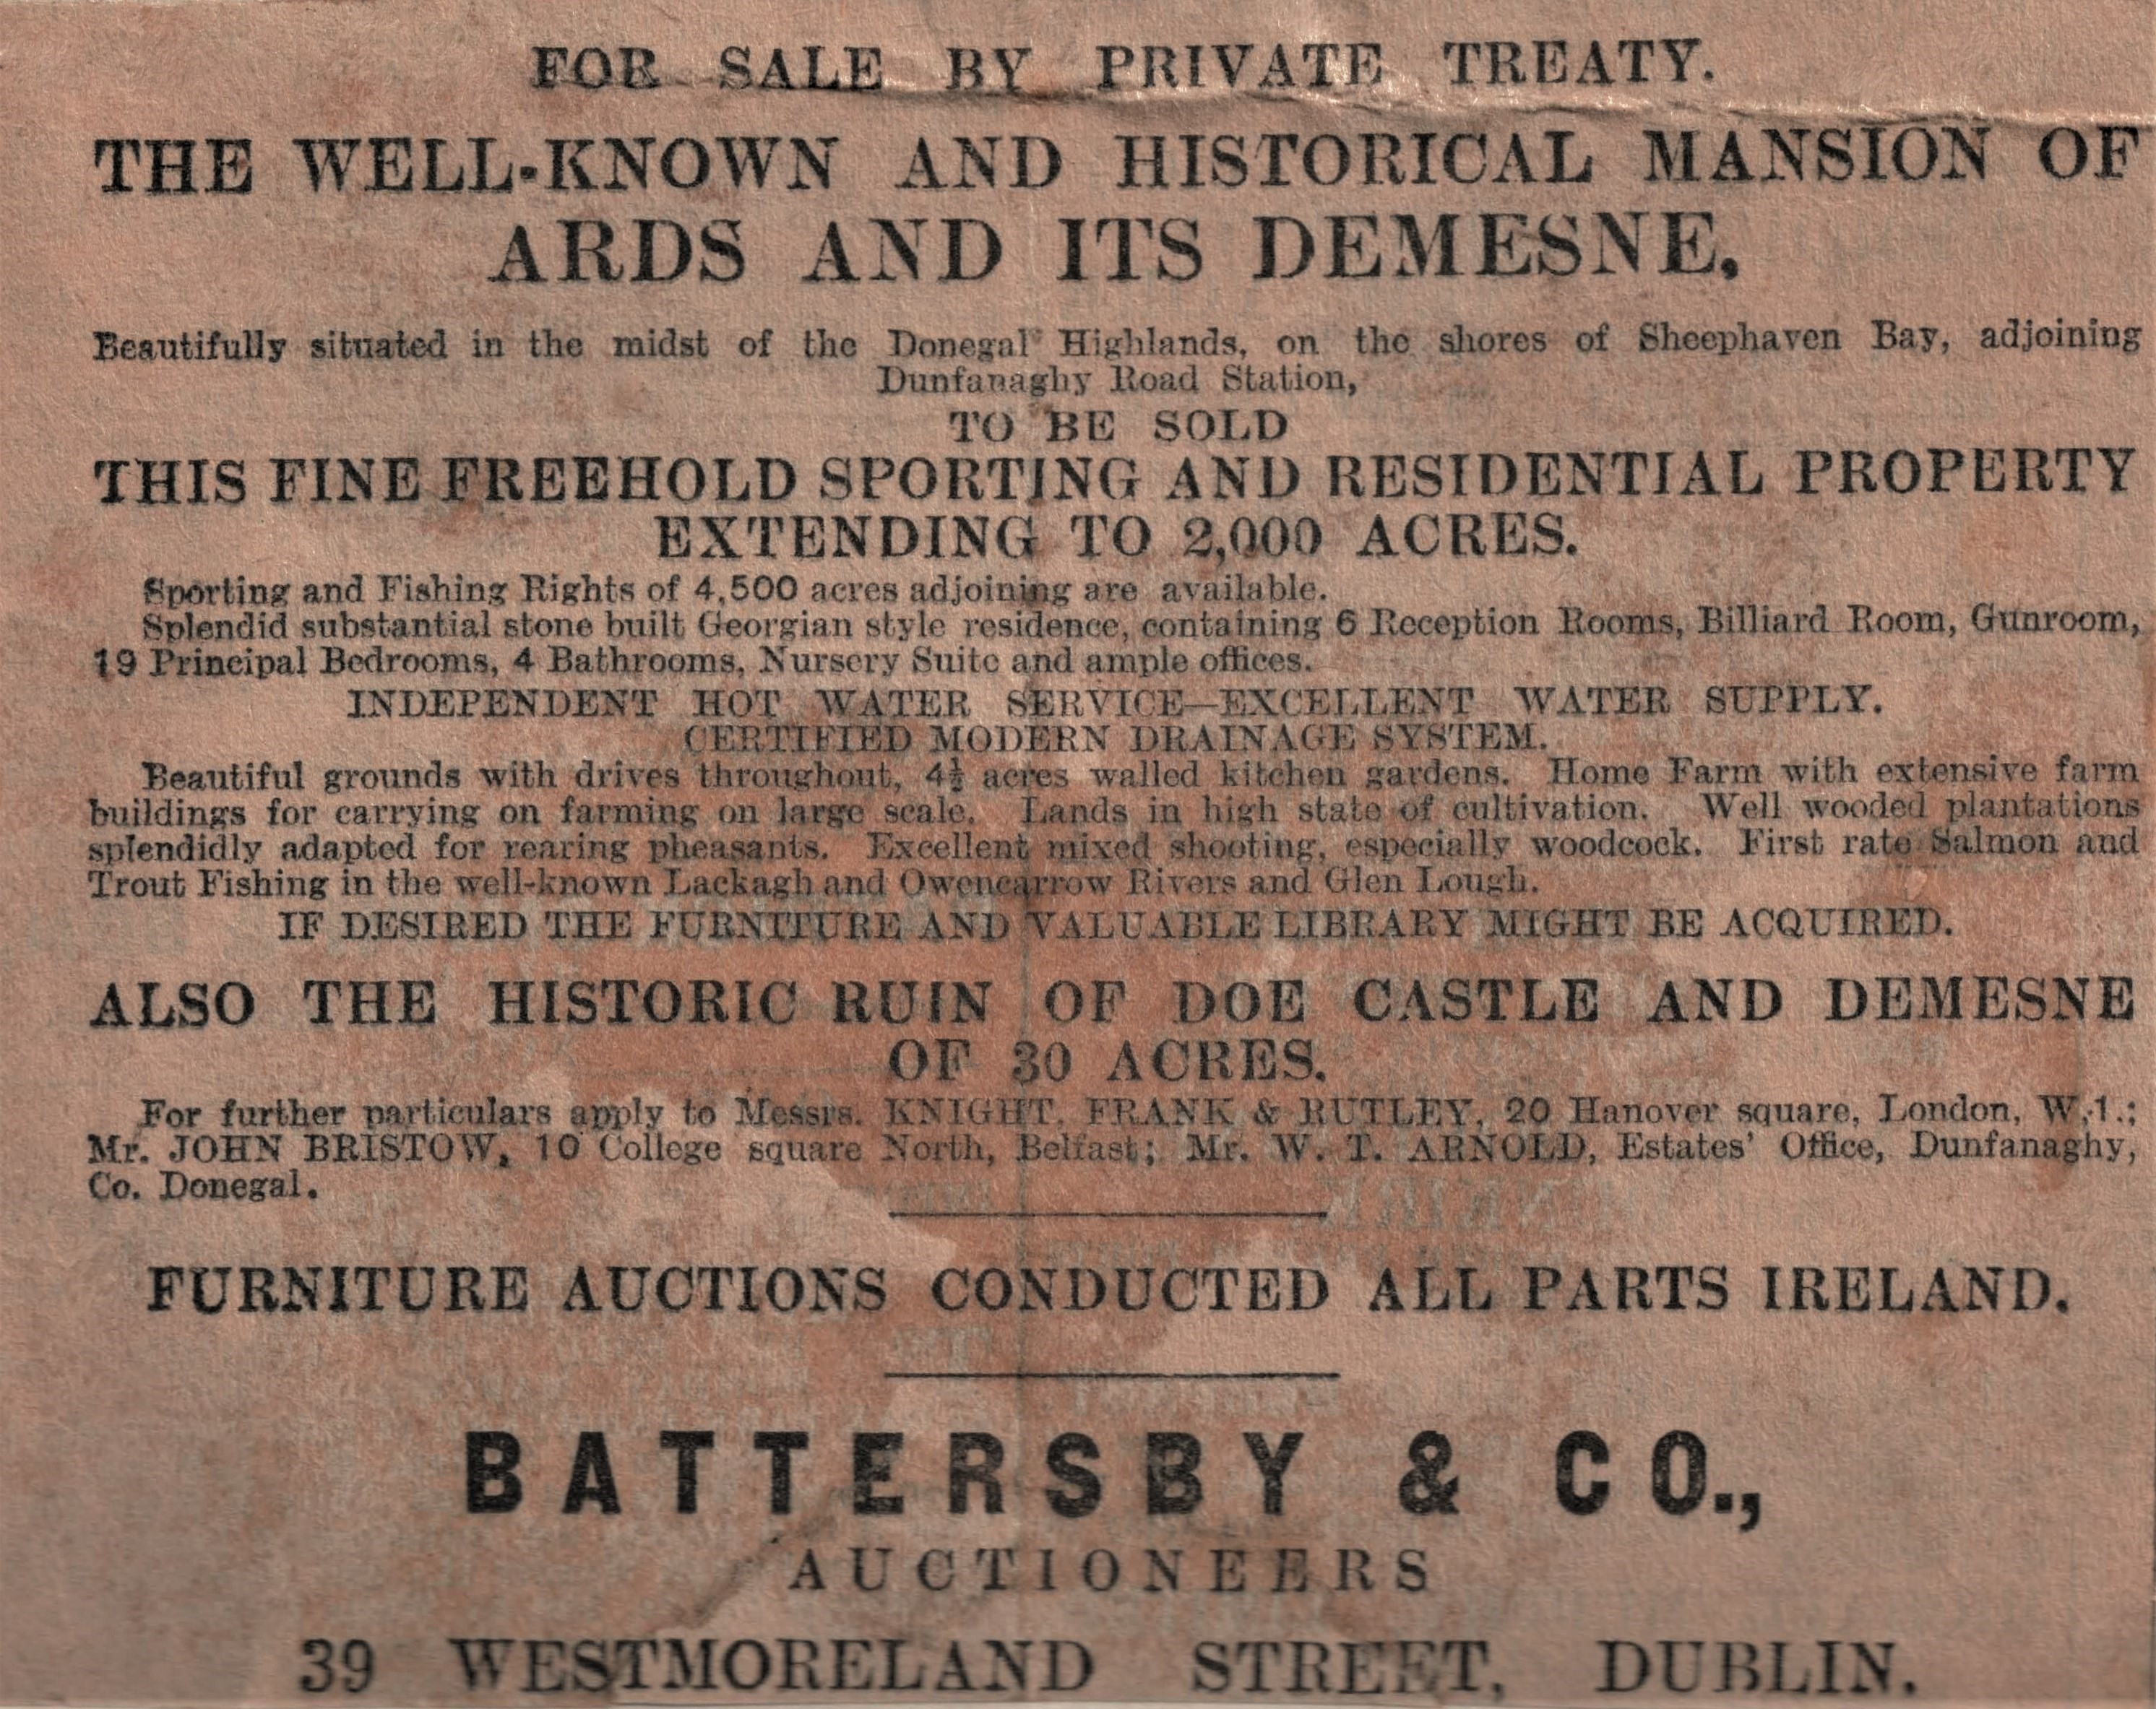 FOR SALE BY PRIVATE TREATY.
THE WELL-KNOWN AND HISTORICAL MANSION OF
ARDS AND ITS DEMESNE.
Beautifully situated in the midst of the Donegal Highlands, on the shores of Sheephaven Bay, adjoining
Dunfanaghy Road Station,
TO BE SOLD
THIS FINE FREEHOLD SPORTING AND RESIDENTIAL PROPERTY
EXTENDING TO 2,000 ACRES.
Sporting and Fishing Rights of 4,500 acres adjoining are available.
Splendid substantial stone built Georgian style residence, containing 6 Reception Rooms, Billiard Room, Gunroom,
19 Principal Bedrooms, 4 Bathrooms, Nursery Suite and ample offices.
INDEPENDENT HOT WATER SERVICE—EXCELLENT WATER SUPPLY.
CERTIFIED MODERN DRAINAGE SYSTEM.
Beautiful grounds with drives throughout, 4½ acres walled kitchen gardens. Home Farm with extensive farm
buildings for carrying on farming on large scale. Lands in high state of cultivation. Well wooded plantations
splendidly adapted for rearing pheasants. Excellent mixed shooting, especially woodcock. First rate Salmon and
Trout Fishing in the well-known Lackagh and Owencarrow Rivers and Glen Lough.
IF DESIRED THE FURNITURE AND VALUABLE LIBRARY MIGHT BE ACQUIRED.
ALSO THE HISTORIC RUIN OF DOE CASTLE AND DEMESNE
OF 30 ACRES.
For further particulars apply to Messrs. KNIGHT, FRANK & RUTLEY, 20 Hanover square, London, W.1.;
Mr. JOHN BRISTOW, 10 College square North, Belfast; Mr. W. T. ARNOLD, Estates' Office, Dunfanaghy,
Co. Donegal.
FURNITURE AUCTIONS CONDUCTED ALL PARTS IRELAND.
BATTERSBY & CO.,
AUCTIONEERS
39 WESTMORELAND STREET, DUBLIN.